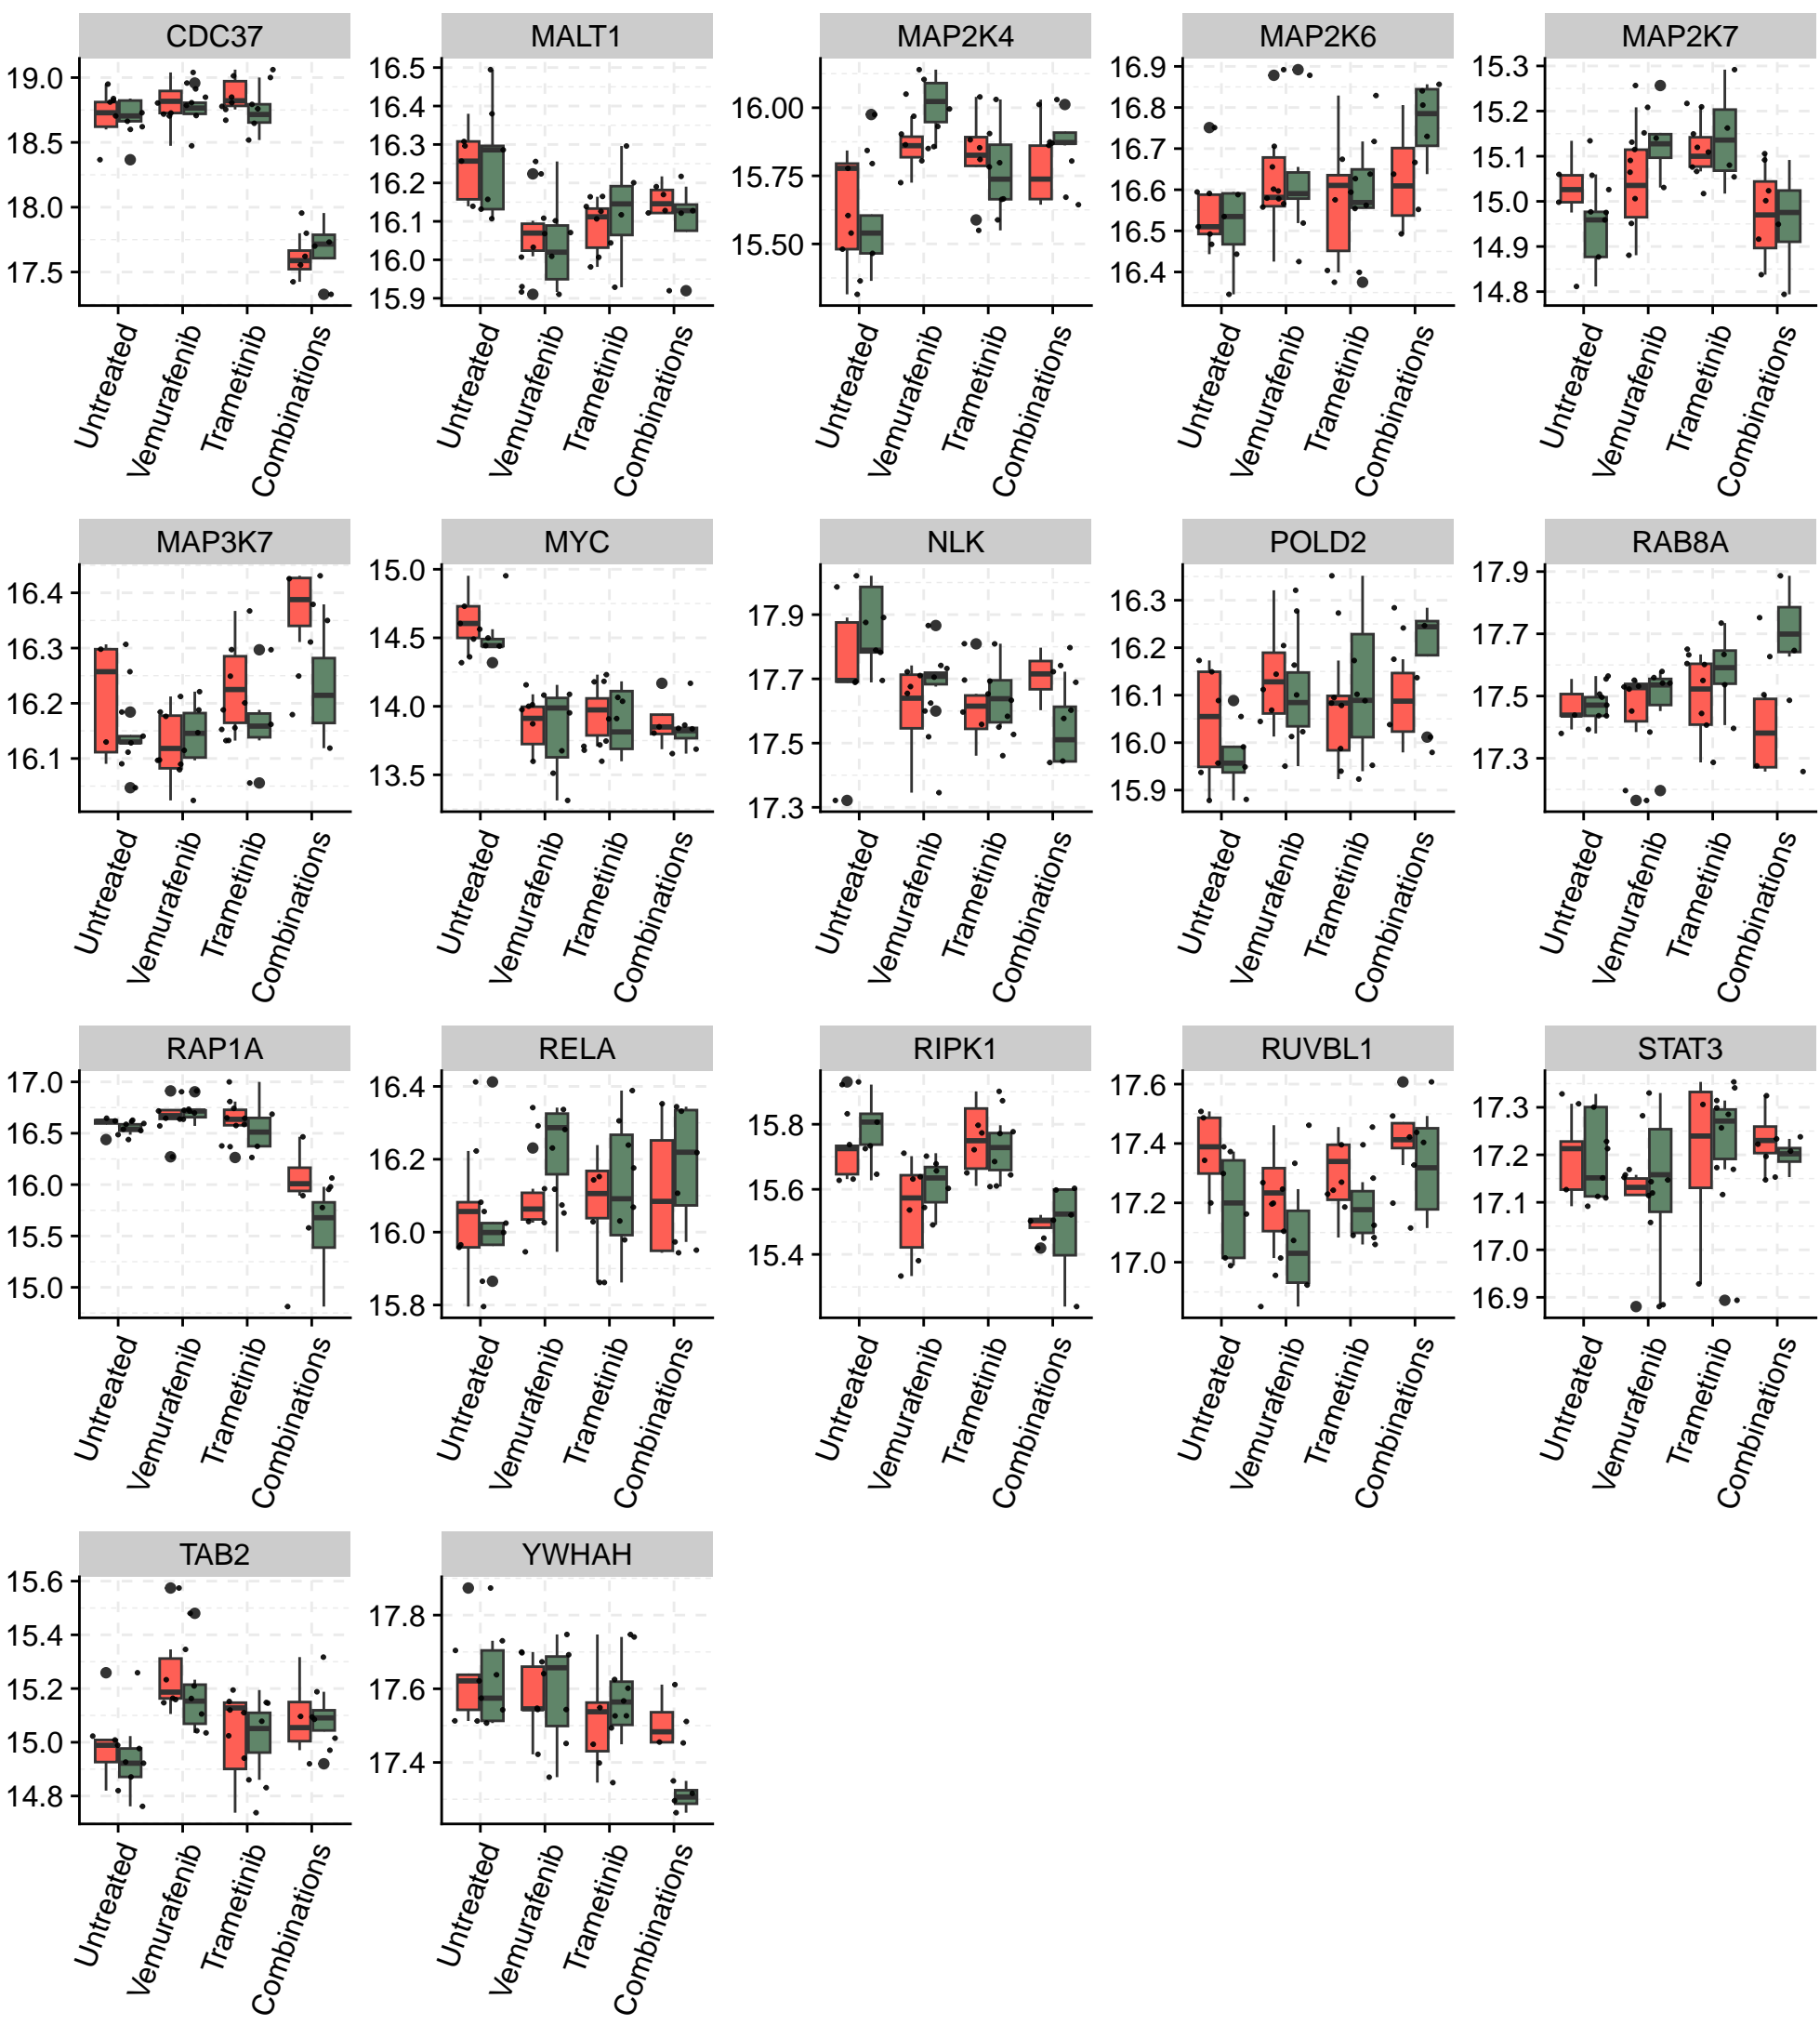 CDC37 MALT1 MAP2K4 MAP2K6 MAP2K7
19.0 18.5 18.0 17.5
16.5 16.4 16.3 16.2 16.1 16.0 15.9
16.00 15.75 15.50
16.9 16.8 16.7 16.6 16.5 16.4
15.3 15.2 15.1 15.0 14.9 14.8
Untreated Vemurafenib Trametinib Combinations
Untreated Vemurafenib Trametinib Combinations
Untreated Vemurafenib Trametinib Combinations
Untreated Vemurafenib Trametinib Combinations
Untreated Vemurafenib Trametinib Combinations
MAP3K7 MYC NLK POLD2 RAB8A
16.4 16.3 16.2 16.1
15.0 14.5 14.0 13.5
17.9 17.7 17.5 17.3
16.3 16.2 16.1 16.0 15.9
17.9 17.7 17.5 17.3
Untreated Vemurafenib Trametinib Combinations
Untreated Vemurafenib Trametinib Combinations
Untreated Vemurafenib Trametinib Combinations
Untreated Vemurafenib Trametinib Combinations
Untreated Vemurafenib Trametinib Combinations
RAP1A RELA RIPK1 RUVBL1 STAT3
17.0 16.5 16.0 15.5 15.0
16.4 16.2 16.0 15.8
15.8 15.6 15.4
17.6 17.4 17.2 17.0
17.3 17.2 17.1 17.0 16.9
Untreated Vemurafenib Trametinib Combinations
Untreated Vemurafenib Trametinib Combinations
Untreated Vemurafenib Trametinib Combinations
Untreated Vemurafenib Trametinib Combinations
Untreated Vemurafenib Trametinib Combinations
TAB2 YWHAH
15.6 15.4 15.2 15.0 14.8
17.8 17.6 17.4
Untreated Vemurafenib Trametinib Combinations
Untreated Vemurafenib Trametinib Combinations